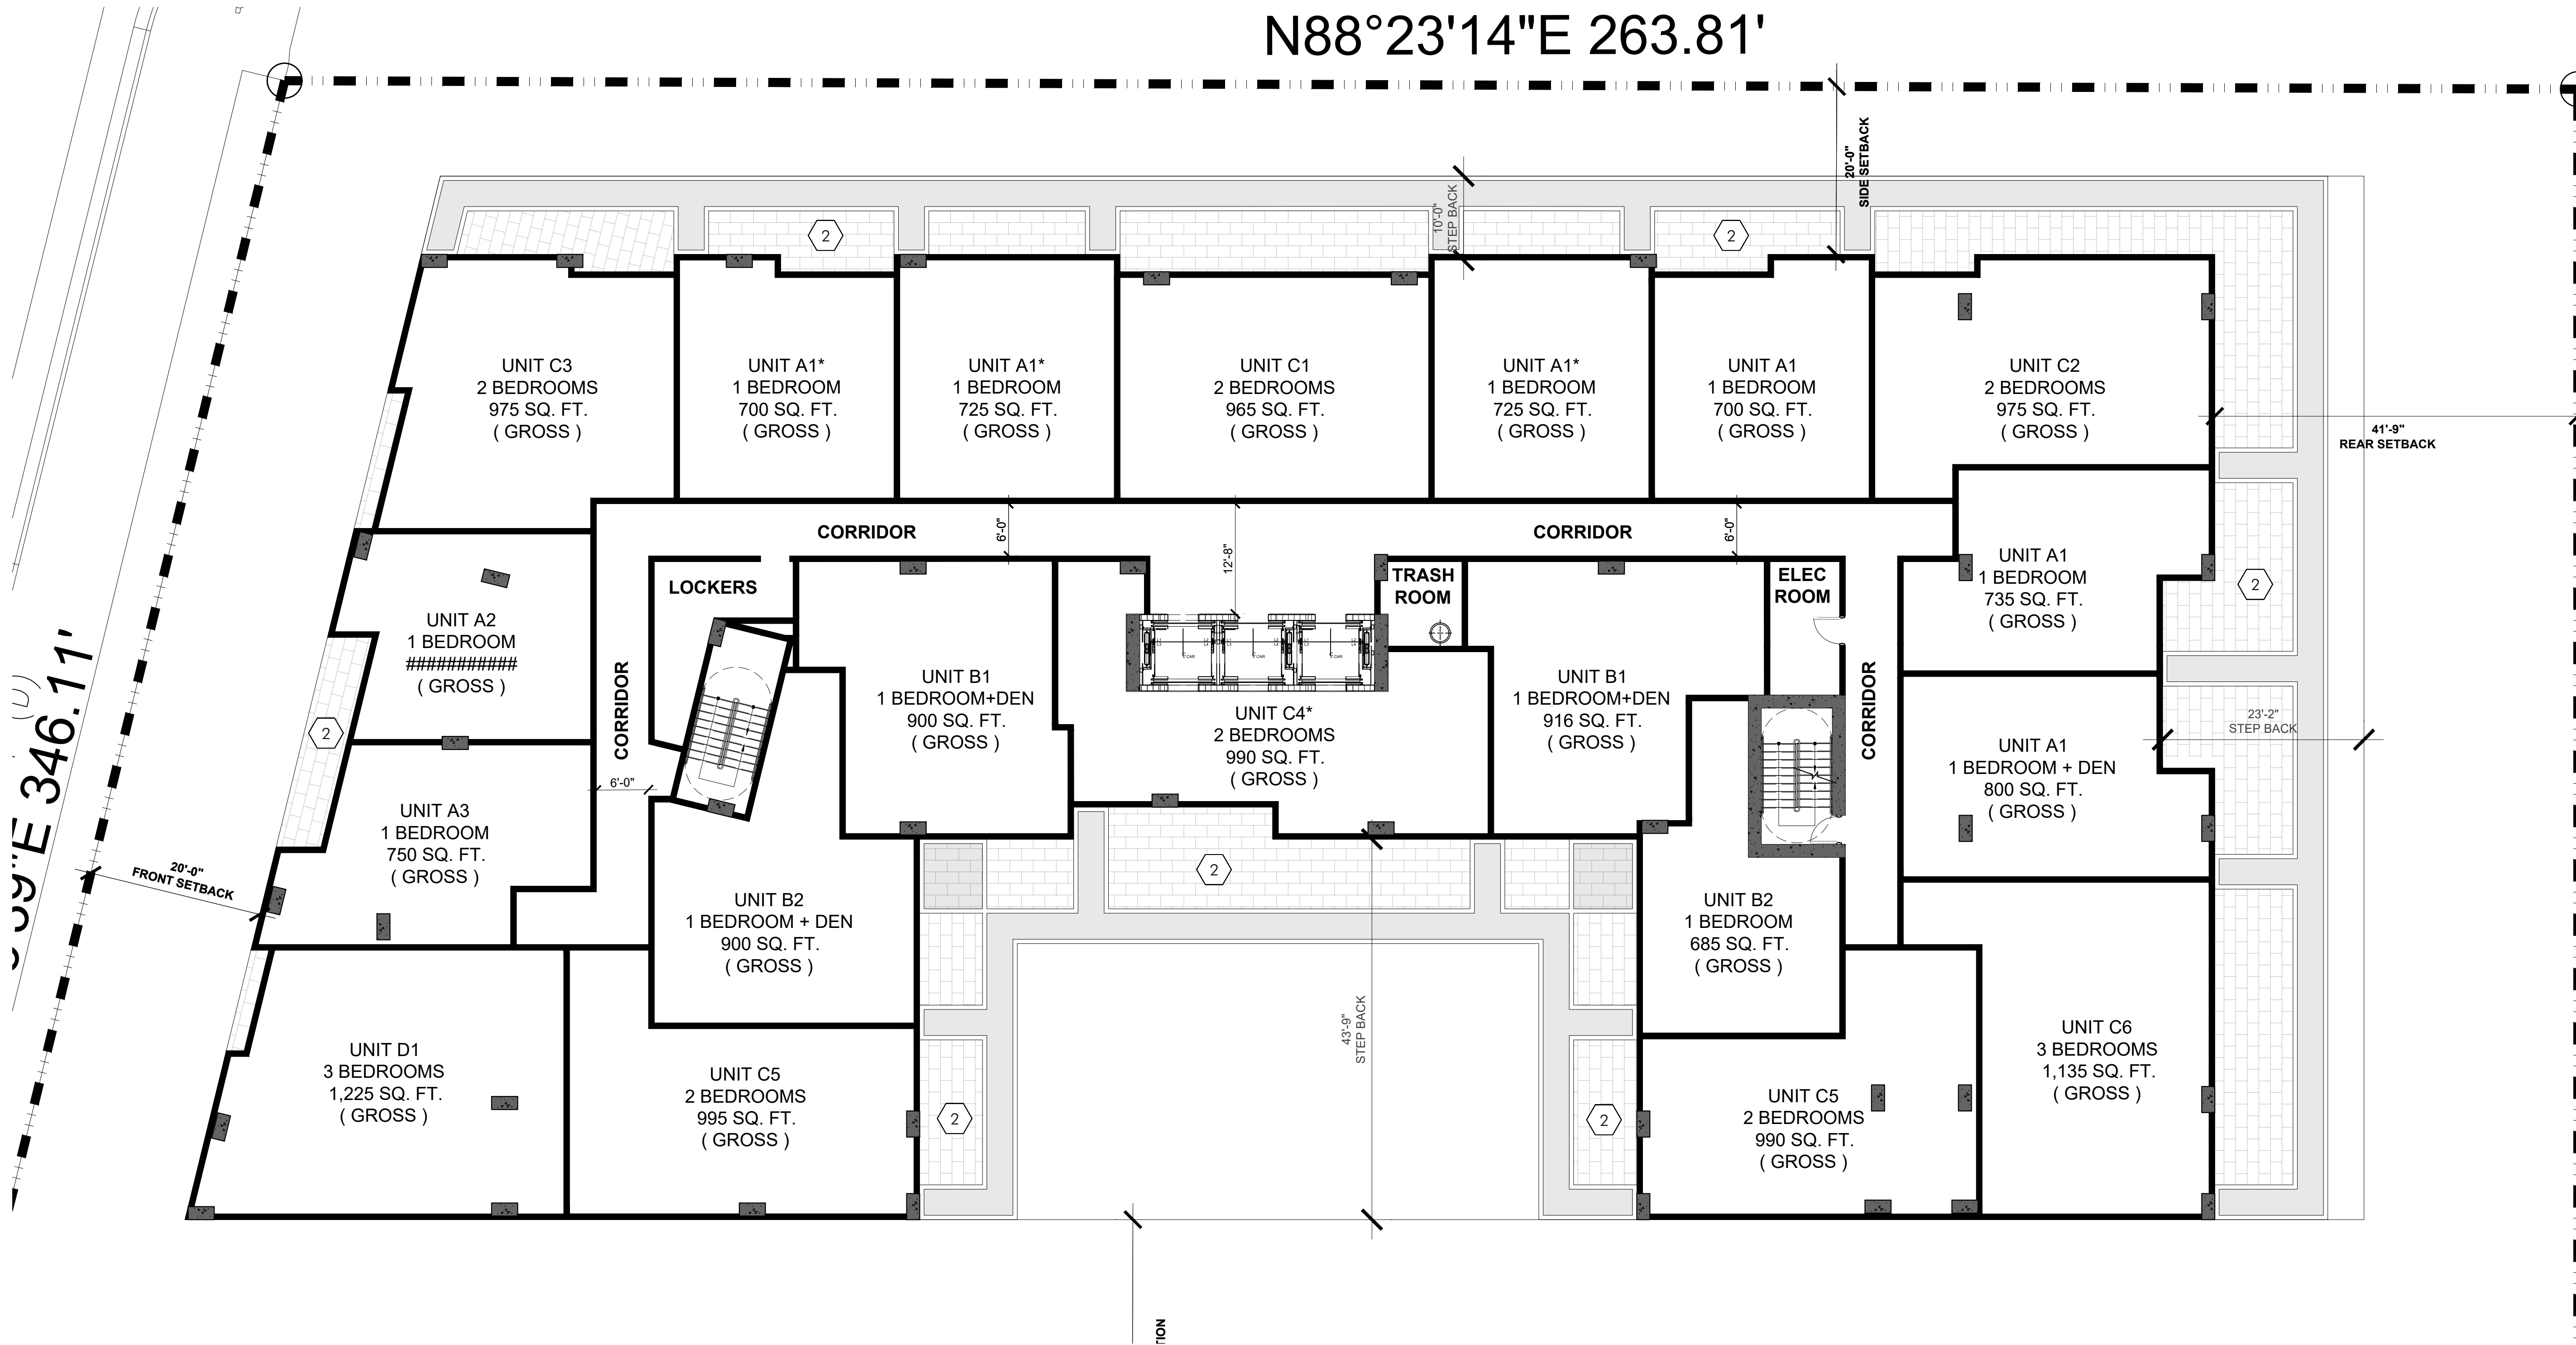 N88°23'14"E 263.81'
20'-0"
SIDE SETBACK
10'-0"
STEP BACK
2
2
UNIT C3
2 BEDROOMS
975 SQ. FT.
( GROSS )
UNIT A1*
1 BEDROOM
700 SQ. FT.
( GROSS )
UNIT A1*
1 BEDROOM
725 SQ. FT.
( GROSS )
UNIT C1
2 BEDROOMS
965 SQ. FT.
( GROSS )
UNIT A1*
1 BEDROOM
725 SQ. FT.
( GROSS )
UNIT A1
1 BEDROOM
700 SQ. FT.
( GROSS )
UNIT C2
2 BEDROOMS
975 SQ. FT.
( GROSS )
41'-9"
REAR SETBACK
CORRIDOR
6'-0"
12'-8"
CORRIDOR
6'-0"
LOCKERS
TRASH
ROOM
ELEC
ROOM
UNIT A1
1 BEDROOM
735 SQ. FT.
( GROSS )
2
UNIT A2
1 BEDROOM
###########
( GROSS )
CORRIDOR
6'-0"
UNIT B1
1 BEDROOM+DEN
900 SQ. FT.
( GROSS )
CAR
CAR
CAR
UNIT C4*
2 BEDROOMS
990 SQ. FT.
( GROSS )
UNIT B1
1 BEDROOM+DEN
916 SQ. FT.
( GROSS )
CORRIDOR
23'-2"
STEP BACK
UNIT A1
1 BEDROOM + DEN
800 SQ. FT.
( GROSS )
2
39"E 346.11'
(D)
20'-0"
FRONT SETBACK
UNIT A3
1 BEDROOM
750 SQ. FT.
( GROSS )
2
UNIT B2
1 BEDROOM + DEN
900 SQ. FT.
( GROSS )
UNIT B2
1 BEDROOM
685 SQ. FT.
( GROSS )
43'-9"
STEP BACK
UNIT D1
3 BEDROOMS
1,225 SQ. FT.
( GROSS )
UNIT C5
2 BEDROOMS
995 SQ. FT.
( GROSS )
2
2
UNIT C5
2 BEDROOMS
990 SQ. FT.
( GROSS )
UNIT C6
3 BEDROOMS
1,135 SQ. FT.
( GROSS )
TION